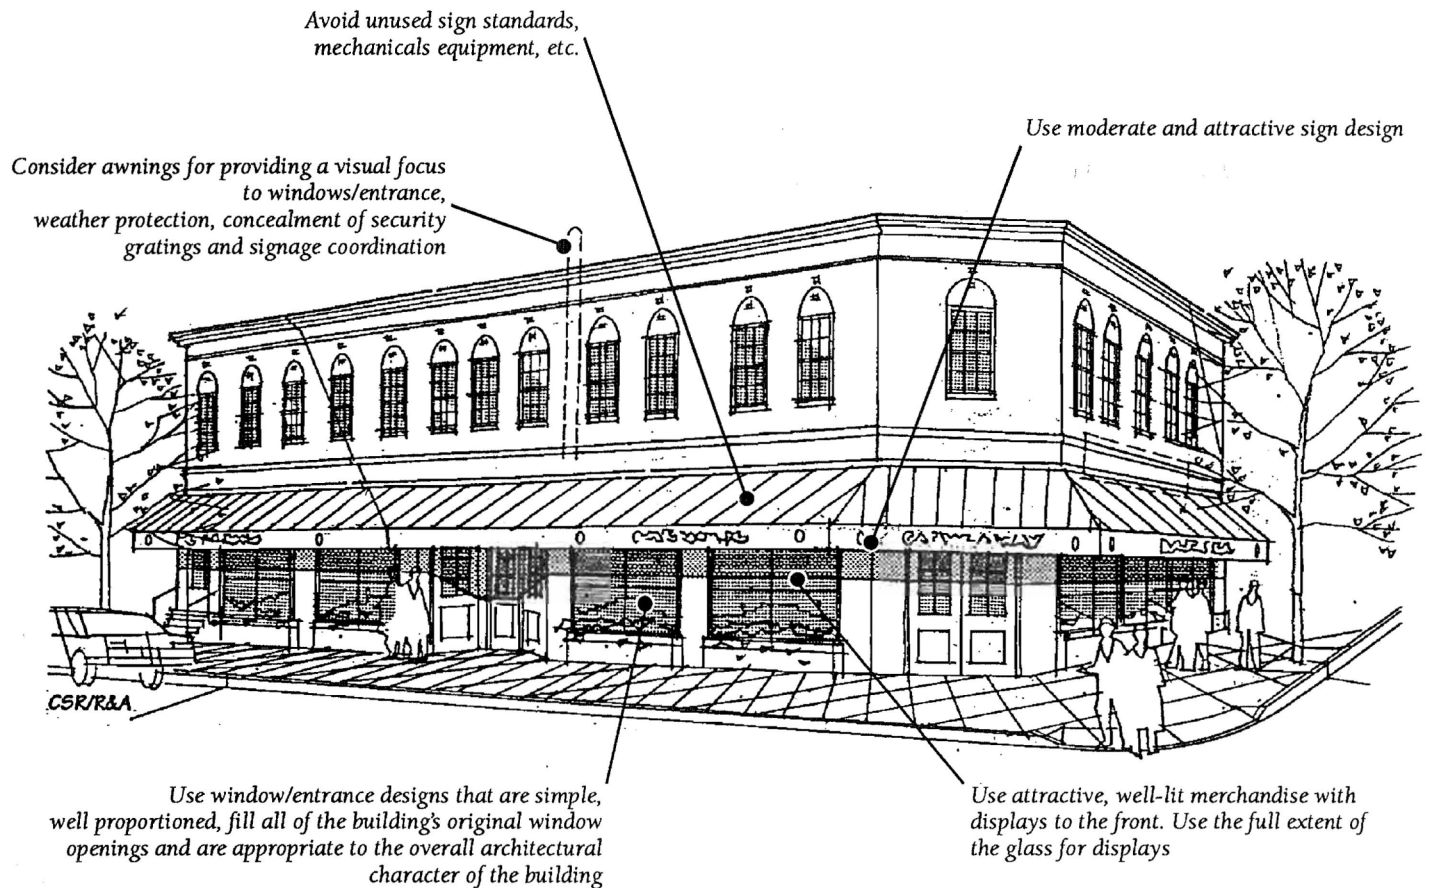 Avoid unused sign standards,
mechanicals equipment, etc.
Use moderate and attractive sign design
Consider awnings for providing a visual focus
to windows/entrance,
weather protection, concealment of security
gratings and signage coordination
CSR/R&A
Use window/entrance designs that are simple,
well proportioned, fill all of the building's original window
openings and are appropriate to the overall architectural
character of the building
Use attractive, well-lit merchandise with
displays to the front. Use the full extent of
the glass for displays